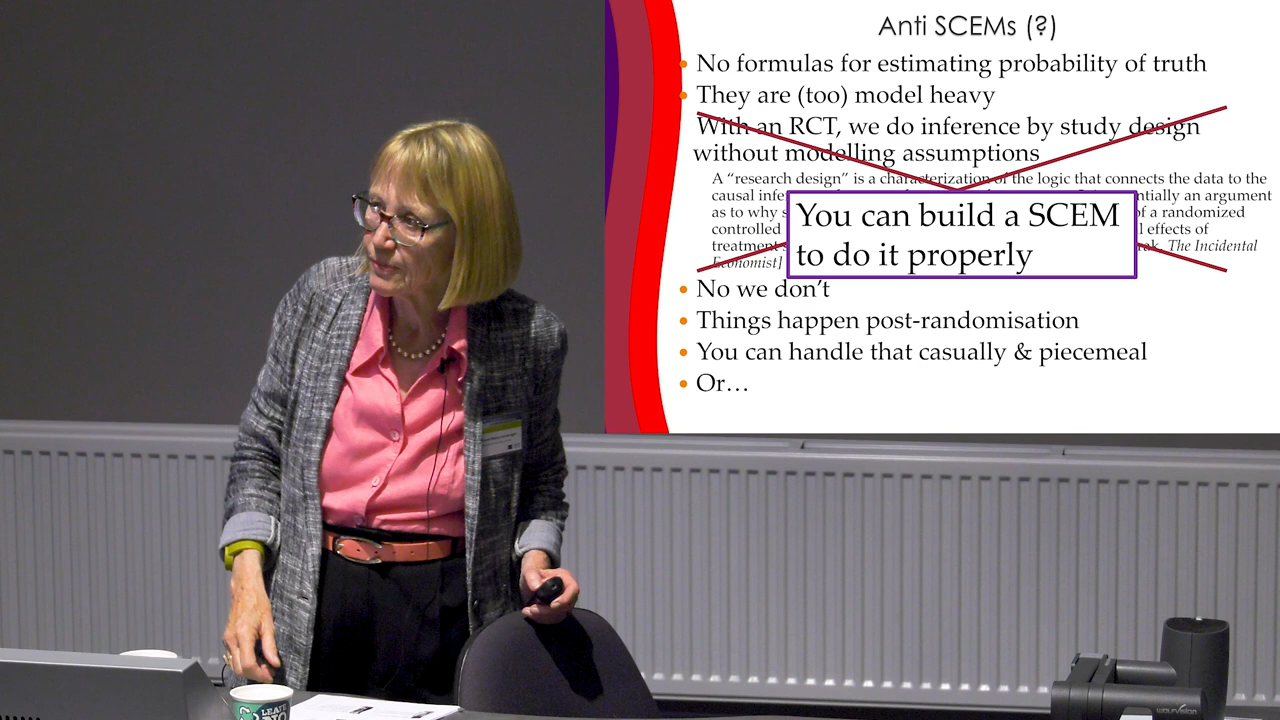 Anti SCEMs (?)
No formulas for estimating probability of truth
They are (too) model heavy
With an RCT, we do inference by study design
without modelling assumptions
A “research design” is a characterization of the logic that connects the data to the
causal ntially an argument
as to why of a randomized
controlled effects of
treatment The Incidental
Economist]
You can build a SCEM
to do it properly
No we don’t
Things happen post-randomisation
You can handle that casually & piecemeal
Or…
LEAVE
NO
wolfvision